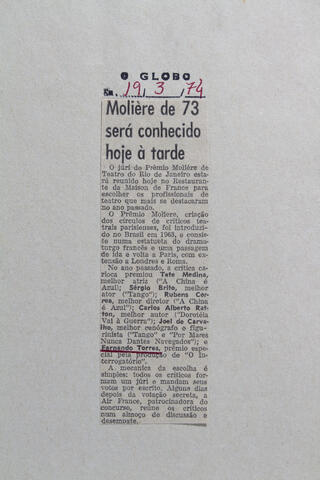 O GLOBO
Em. 19, 3, 74
Molière de 73
será conhecido
hoje à tarde
O júri do Prêmio Molière de
Teatro do Rio de Janeiro esta-
rá reunido hoje no Restauran-
te da Maison de France para
escolher os profissionais de
teatro que mais se destacaram
no ano passado.
O Prêmio Moliere, criação
dos círculos de críticos tea-
trais parisienses, foi introduzi-
do no Brasil em 1963, e consis-
te numa estatueta do drama-
turgo francês e uma passagem
de ida e volta a Paris, com ex-
tensão a Londres e Roma.
No ano passado, a crítica
carioca premiou Tete Medina,
melhor atriz ("A China
é Azul); Sérgio Brito, melhor
ator ("Tango"); Rubens Cor-
rea, melhor diretor ("A China
é Azul"); Carlos Alberto Rat-
ton, melhor autor ("Dorotéia
Vai à Guerra"); Joel de Carva-
lho, melhor cenógrafo e figu-
rinista ("Tango" e "Por Mares
Nunca Dantes Navegados"); e
Fernando Torres, prêmio espe-
cial pela produção de "O In-
terrogatório".
A mecanica da escolha é
simples: todos os críticos for-
mam um júri e mandam seus
votos por escrito. Alguns dias
depois da votação secreta, a
Air France, patrocinadora do
concurso, reúne os críticos
num almoço de discussão e
desempate.